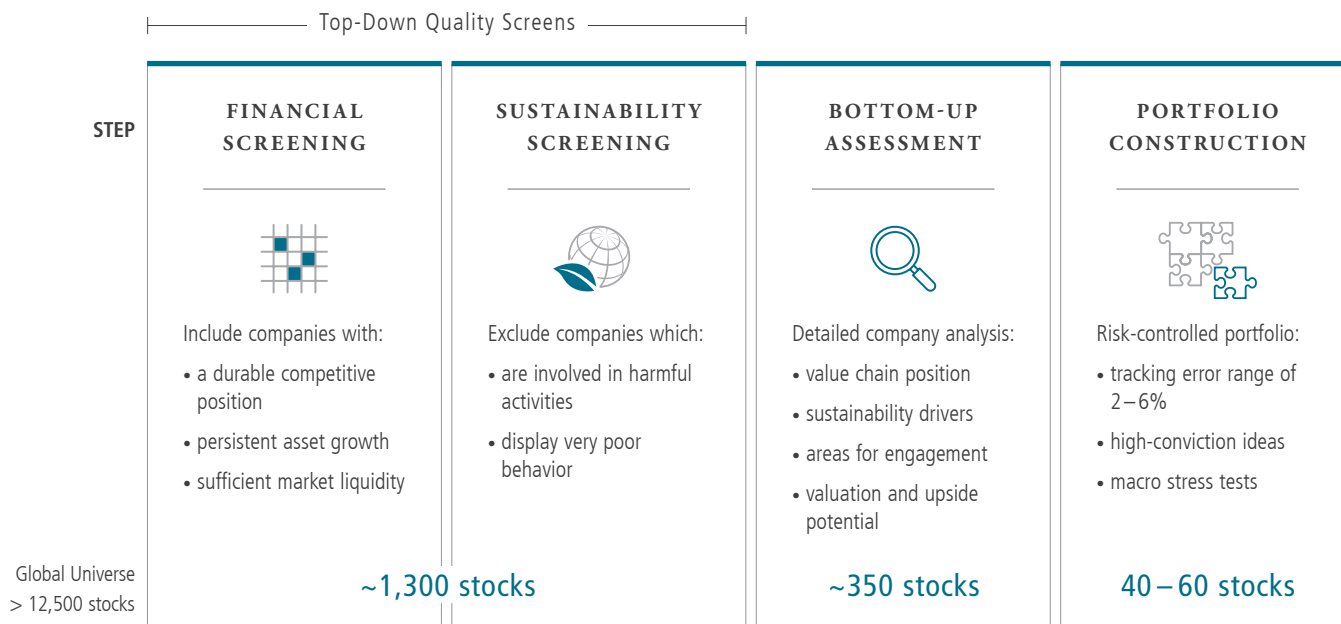 Top-Down Quality Screens
STEP
FINANCIAL
SCREENING
Include companies with:
• a durable competitive
position
• persistent asset growth
• sufficient market liquidity
SUSTAINABILITY
SCREENING
Exclude companies which:
• are involved in harmful
activities
• display very poor
behavior
BOTTOM-UP
ASSESSMENT
Detailed company analysis:
• value chain position
• sustainability drivers
• areas for engagement
• valuation and upside
potential
PORTFOLIO
CONSTRUCTION
Risk-controlled portfolio:
• tracking error range of
2–6%
• high-conviction ideas
• macro stress tests
Global Universe
> 12,500 stocks
~1,300 stocks
~350 stocks
40–60 stocks